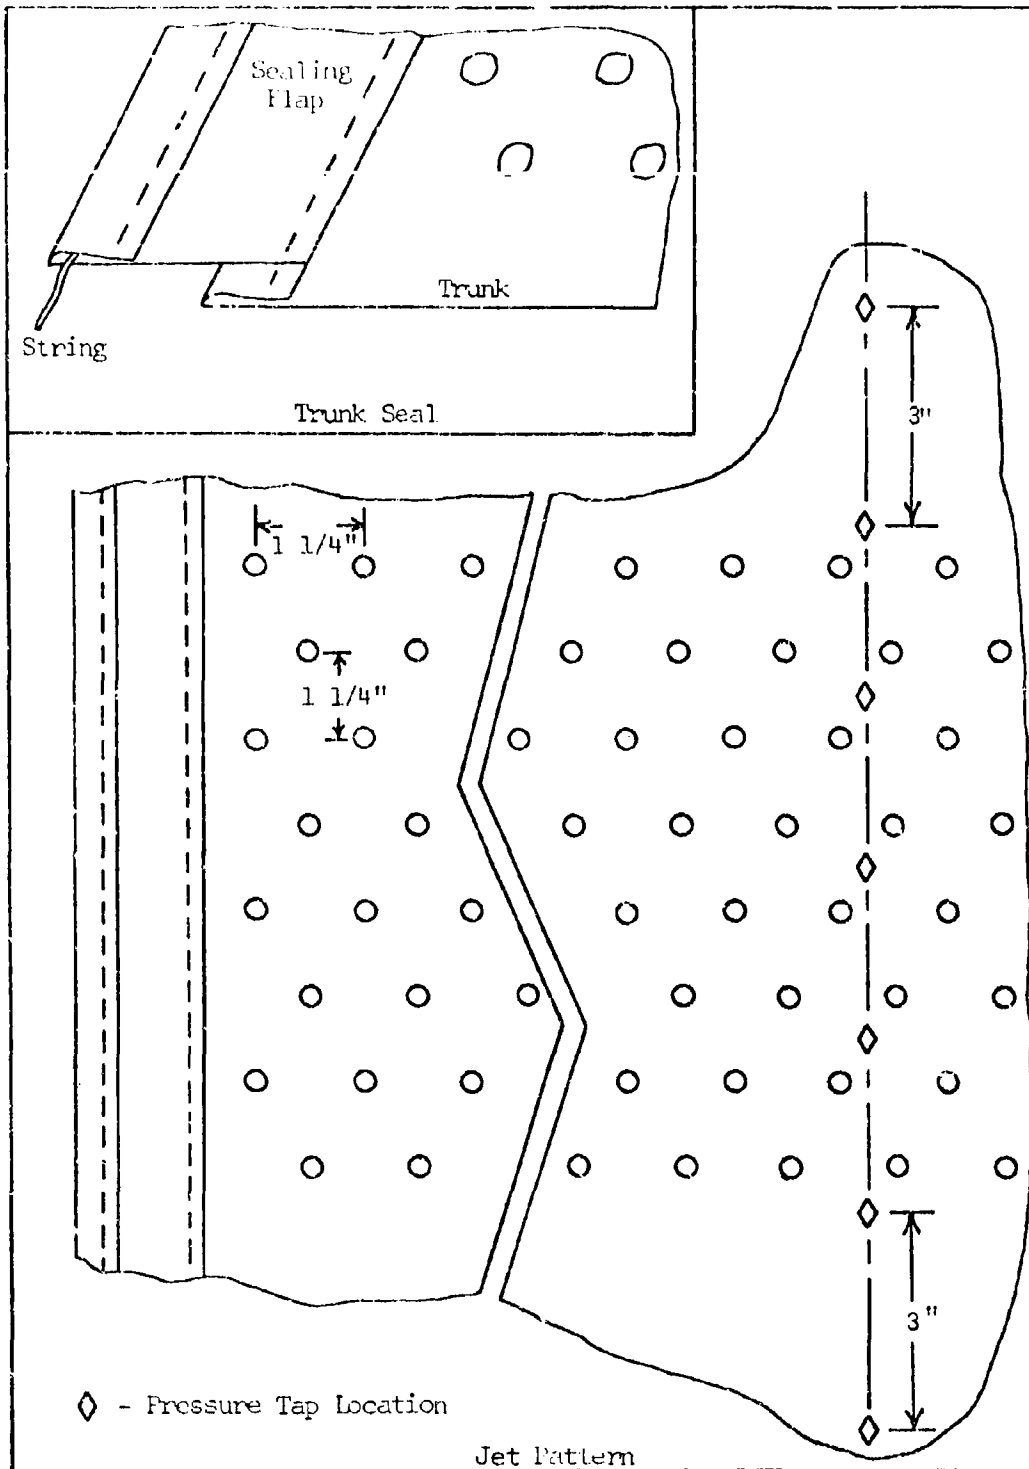 Sealing
Flap
Trunk
String
Trunk Seal
3"
1 1/4"
1 1/4"
3"
◊ - Pressure Tap Location
Jet Pattern